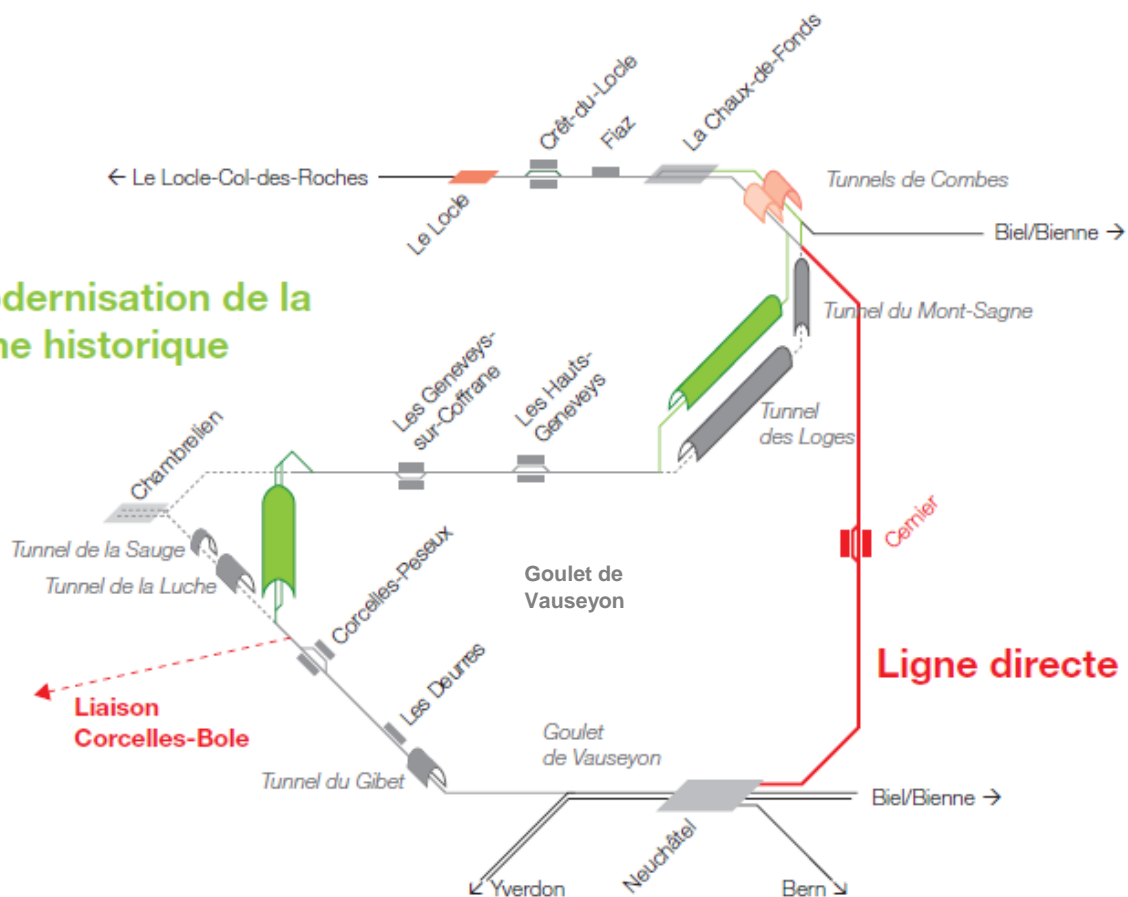 Crêt-du-Locle
Fiaz
La Chaux-de-Fonds
← Le Locle-Col-des-Roches
Le Locle
Tunnels de Combes
Biel/Bienne →
odernisation de la
ne historique
Tunnel du Mont-Sagne
Les Geneveys-
sur-Coffrane
Les Hauts-
Geneveys
Tunnel
des Loges
Chambrelien
Cernier
Tunnel de la Sauge
Tunnel de la Luche
Goulet de
Vauseyon
Corcelles-Peseux
Ligne directe
Liaison
Corcelles-Bole
Les Deurres
Goulet
de Vauseyon
Tunnel du Gibet
Biel/Bienne →
Neuchâtel
↙ Yverdon
Bern ↘